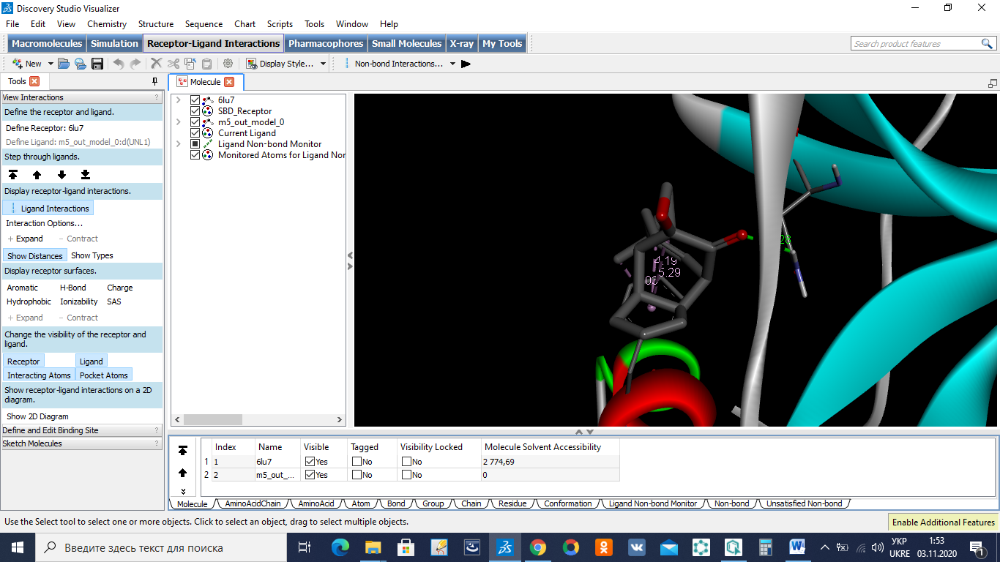 Discovery Studio Visualizer
File Edit View Chemistry Structure Sequence Chart Scripts Tools Window Help
Macromolecules Simulation Receptor-Ligand Interactions Pharmacophores Small Molecules X-ray My Tools
Search product features
New Display Style... Non-bond Interactions...
Tools
View Interactions ?
Define the receptor and ligand.
Define Receptor: 6lu7
Define Ligand: m5_out_model_0:d(UNL1)
Step through ligands.
Display receptor-ligand interactions.
Ligand Interactions
Interaction Options...
+ Expand - Contract
Show Distances Show Types
Display receptor surfaces.
Aromatic H-Bond Charge
Hydrophobic Ionizability SAS
+ Expand - Contract
Change the visibility of the receptor and
ligand.
Receptor Ligand
Interacting Atoms Pocket Atoms
Show receptor-ligand interactions on a 2D
diagram.
Show 2D Diagram
Define and Edit Binding Site ?
Sketch Molecules ?
Molecule
6lu7
SBD_Receptor
m5_out_model_0
Current Ligand
Ligand Non-bond Monitor
Monitored Atoms for Ligand Nor
28
4.19
5.29
Index Name Visible Tagged Visibility Locked Molecule Solvent Accessibility
1 1 6lu7 Yes No No 2 774,69
2 2 m5_out_... Yes No No 0
Molecule AminoAcidChain AminoAcid Atom Bond Group Chain Residue Conformation Ligand Non-bond Monitor Non-bond Unsatisfied Non-bond
Use the Select tool to select one or more objects. Click to select an object, drag to select multiple objects.
Enable Additional Features
Введите здесь текст для поиска
УКР
UKRE
1:53
03.11.2020
1